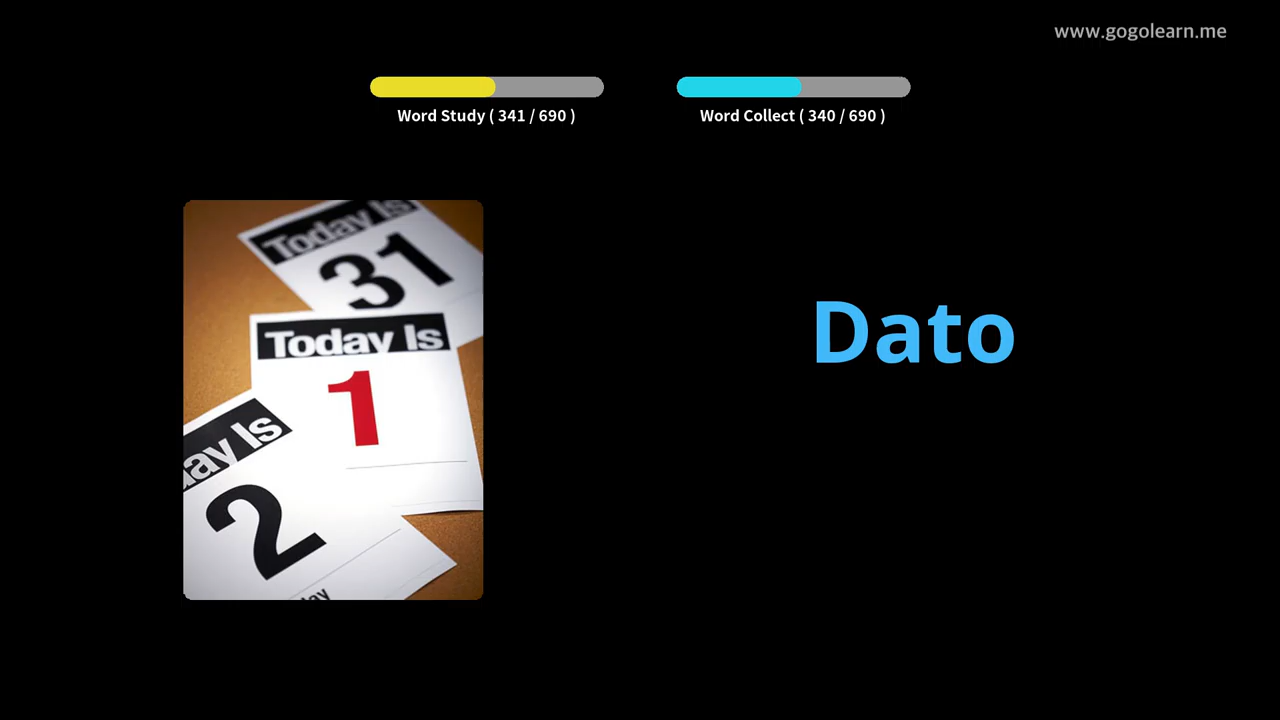 www.gogolearn.me
Word Study ( 341 / 690 )
Word Collect ( 340 / 690 )
Today Is
31
Today Is
1
ay Is
2
ay
Dato